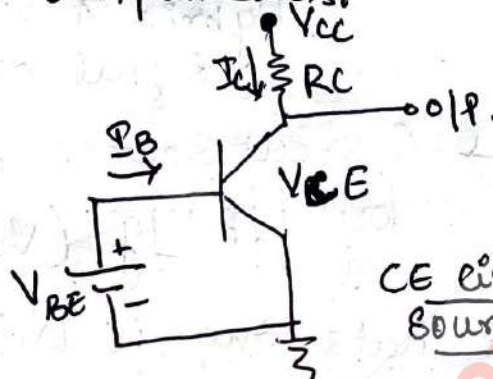 VCC
IC↓ RC
O/P.
IB
→
VCE
+
VBE
-
CE